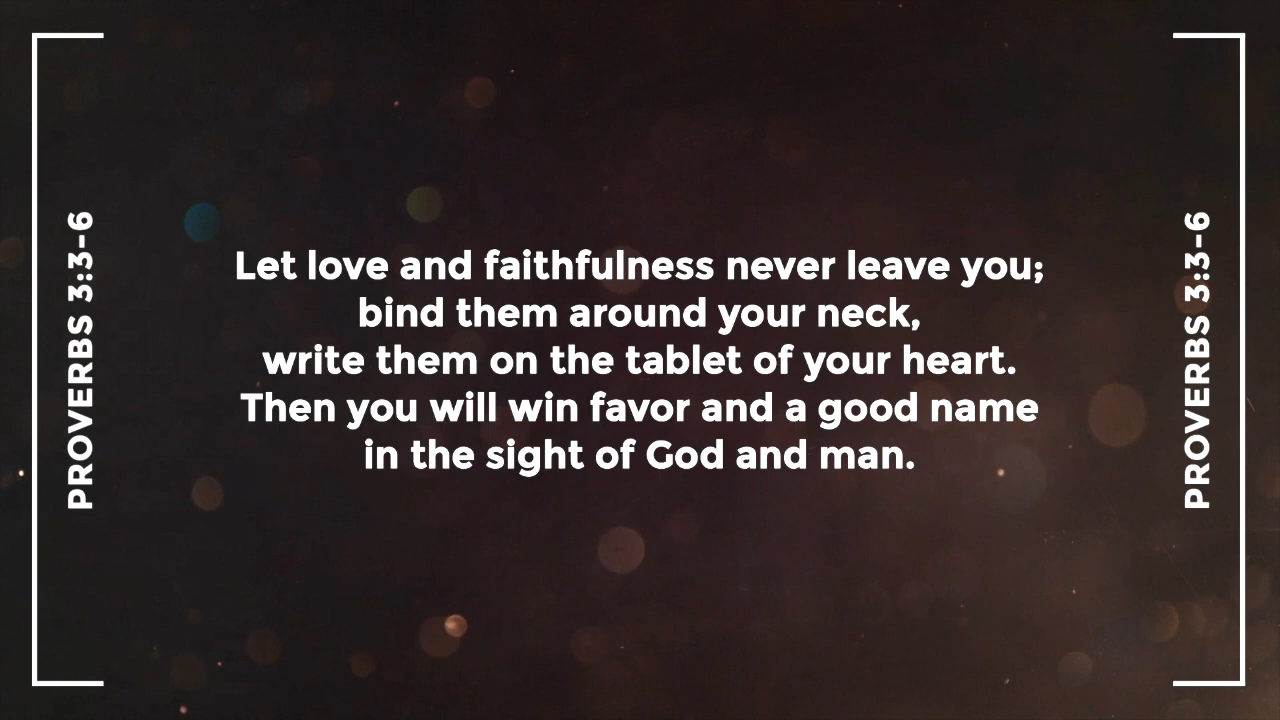 PROVERBS 3:3-6
Let love and faithfulness never leave you;
bind them around your neck,
write them on the tablet of your heart.
Then you will win favor and a good name
in the sight of God and man.
PROVERBS 3:3-6